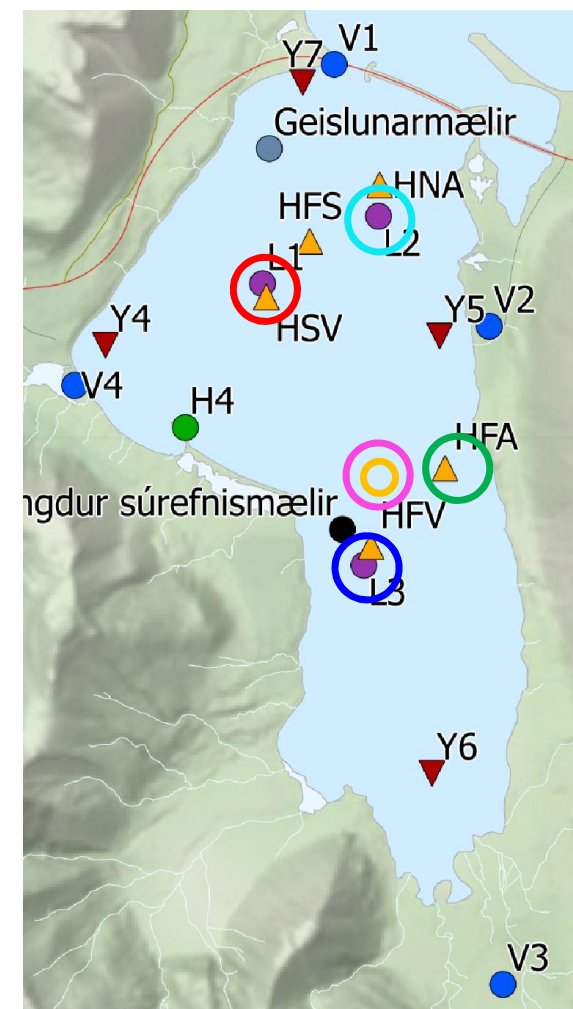 V1
Y7
Geislunarmælir
HNA
HFS
L2
L1
HSV
Y4
Y5
V2
V4
H4
HFA
ngdur súrefnismælir
HFV
L3
Y6
V3